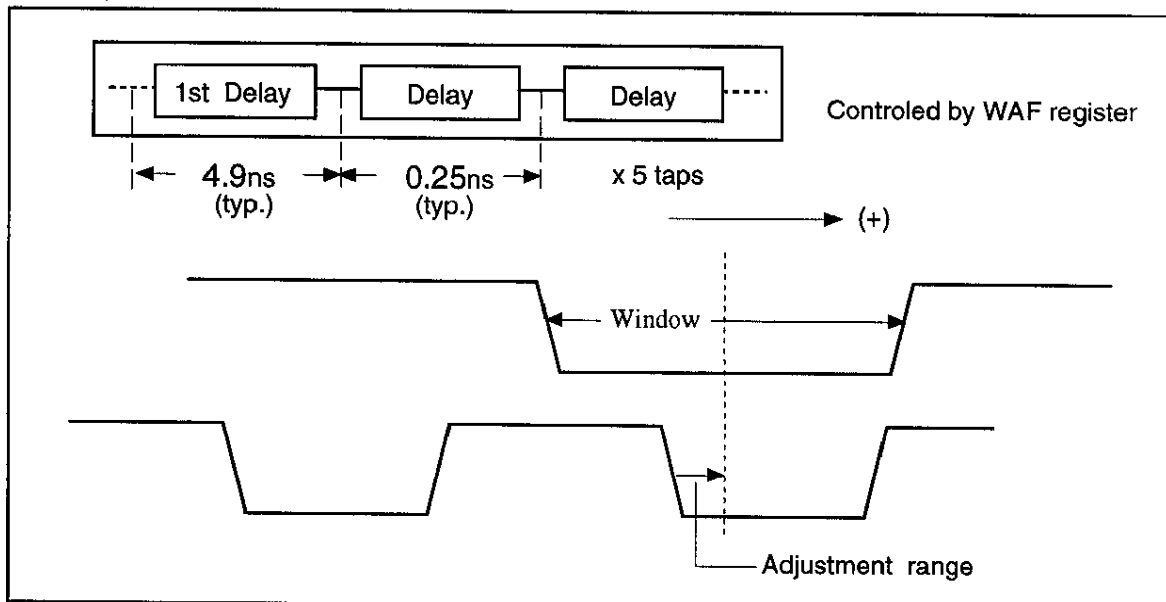 1st Delay
Delay
Delay
Controled by WAF register
4.9ns
(typ.)
0.25ns
(typ.)
x 5 taps
(+)
Window
Adjustment range